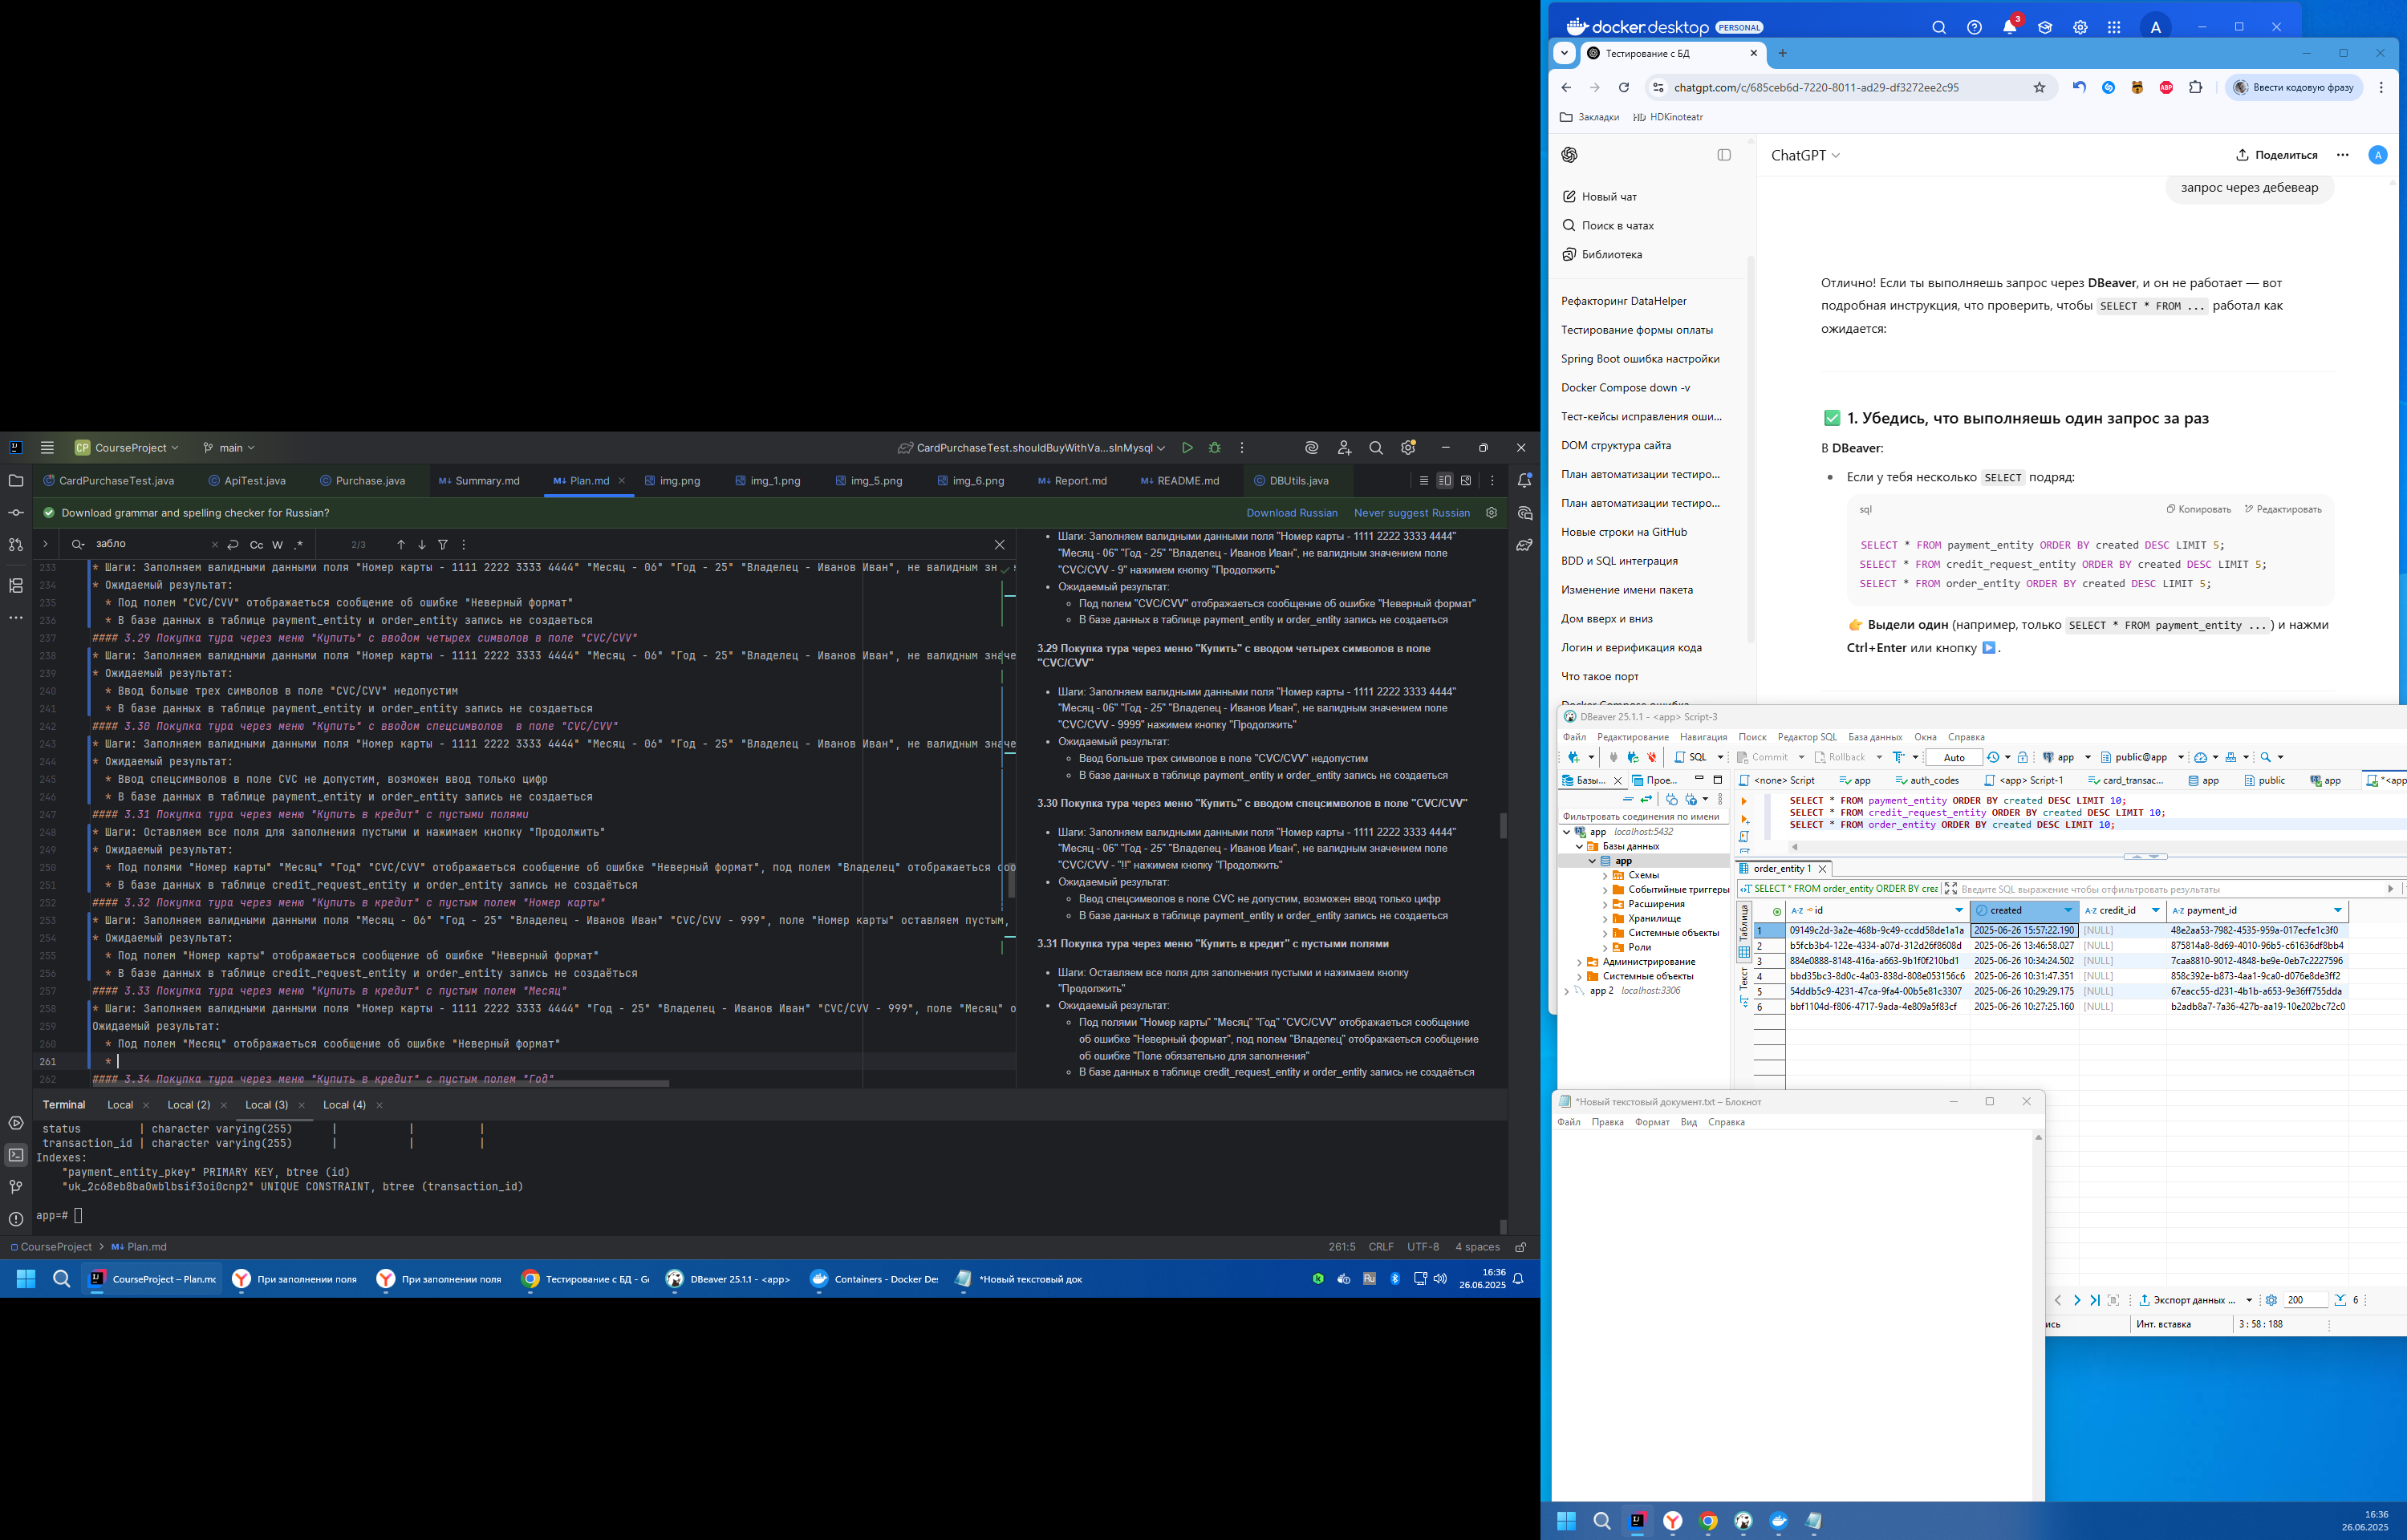 CourseProject
main
CardPurchaseTest.shouldBuyWithVa...sInMysql
CardPurchaseTest.java
ApiTest.java
Purchase.java
Summary.md
Plan.md
img.png
img_1.png
img_5.png
img_6.png
Report.md
README.md
DBUtils.java
Download grammar and spelling checker for Russian?
Download Russian
Never suggest Russian
забло
Cc
W
.*
2/3
233 * Шаги: Заполняем валидными данными поля "Номер карты - 1111 2222 3333 4444" "Месяц - 06" "Год - 25" "Владелец - Иванов Иван", не валидным зн
234 * Ожидаемый результат:
235 * Под полем "CVC/CVV" отображаеться сообщение об ошибке "Неверный формат"
236 * В базе данных в таблице payment_entity и order_entity запись не создаеться
237 #### 3.29 Покупка тура через меню "Купить" с вводом четырех символов в поле "CVC/CVV"
238 * Шаги: Заполняем валидными данными поля "Номер карты - 1111 2222 3333 4444" "Месяц - 06" "Год - 25" "Владелец - Иванов Иван", не валидным значе
239 * Ожидаемый результат:
240 * Ввод больше трех символов в поле "CVC/CVV" недопустим
241 * В базе данных в таблице payment_entity и order_entity запись не создаеться
242 #### 3.30 Покупка тура через меню "Купить" с вводом спецсимволов  в поле "CVC/CVV"
243 * Шаги: Заполняем валидными данными поля "Номер карты - 1111 2222 3333 4444" "Месяц - 06" "Год - 25" "Владелец - Иванов Иван", не валидным значе
244 * Ожидаемый результат:
245 * Ввод спецсимволов в поле CVC не допустим, возможен ввод только цифр
246 * В базе данных в таблице payment_entity и order_entity запись не создаеться
247 #### 3.31 Покупка тура через меню "Купить в кредит" с пустыми полями
248 * Шаги: Оставляем все поля для заполнения пустыми и нажимаем кнопку "Продолжить"
249 * Ожидаемый результат:
250 * Под полями "Номер карты" "Месяц" "Год" "CVC/CVV" отображаеться сообщение об ошибке "Неверный формат", под полем "Владелец" отображаеться соо
251 * В базе данных в таблице credit_request_entity и order_entity запись не создаёться
252 #### 3.32 Покупка тура через меню "Купить в кредит" с пустым полем "Номер карты"
253 * Шаги: Заполняем валидными данными поля "Месяц - 06" "Год - 25" "Владелец - Иванов Иван" "CVC/CVV - 999", поле "Номер карты" оставляем пустым,
254 * Ожидаемый результат:
255 * Под полем "Номер карты" отображаеться сообщение об ошибке "Неверный формат"
256 * В базе данных в таблице credit_request_entity и order_entity запись не создаёться
257 #### 3.33 Покупка тура через меню "Купить в кредит" с пустым полем "Месяц"
258 * Шаги: Заполняем валидными данными поля "Номер карты - 1111 2222 3333 4444" "Год - 25" "Владелец - Иванов Иван" "CVC/CVV - 999", поле "Месяц" о
259 Ожидаемый результат:
260 * Под полем "Месяц" отображаеться сообщение об ошибке "Неверный формат"
261 *
262 #### 3.34 Покупка тура через меню "Купить в кредит" с пустым полем "Год"
Шаги: Заполняем валидными данными поля "Номер карты - 1111 2222 3333 4444"
"Месяц - 06" "Год - 25" "Владелец - Иванов Иван", не валидным значением поле
"CVC/CVV - 9" нажимем кнопку "Продолжить"
Ожидаемый результат:
Под полем "CVC/CVV" отображаеться сообщение об ошибке "Неверный формат"
В базе данных в таблице payment_entity и order_entity запись не создаеться
3.29 Покупка тура через меню "Купить" с вводом четырех символов в поле
"CVC/CVV"
Шаги: Заполняем валидными данными поля "Номер карты - 1111 2222 3333 4444"
"Месяц - 06" "Год - 25" "Владелец - Иванов Иван", не валидным значением поле
"CVC/CVV - 9999" нажимем кнопку "Продолжить"
Ожидаемый результат:
Ввод больше трех символов в поле "CVC/CVV" недопустим
В базе данных в таблице payment_entity и order_entity запись не создаеться
3.30 Покупка тура через меню "Купить" с вводом спецсимволов в поле "CVC/CVV"
Шаги: Заполняем валидными данными поля "Номер карты - 1111 2222 3333 4444"
"Месяц - 06" "Год - 25" "Владелец - Иванов Иван", не валидным значением поле
"CVC/CVV - "!!" нажимем кнопку "Продолжить"
Ожидаемый результат:
Ввод спецсимволов в поле CVC не допустим, возможен ввод только цифр
В базе данных в таблице payment_entity и order_entity запись не создаеться
3.31 Покупка тура через меню "Купить в кредит" с пустыми полями
Шаги: Оставляем все поля для заполнения пустыми и нажимаем кнопку
"Продолжить"
Ожидаемый результат:
Под полями "Номер карты" "Месяц" "Год" "CVC/CVV" отображаеться сообщение
об ошибке "Неверный формат", под полем "Владелец" отображаеться сообщение
об ошибке "Поле обязательно для заполнения"
В базе данных в таблице credit_request_entity и order_entity запись не создаёться
Terminal
Local
Local (2)
Local (3)
Local (4)
status | character varying(255) | | |
transaction_id | character varying(255) | | |
Indexes:
"payment_entity_pkey" PRIMARY KEY, btree (id)
"uk_2c68eb8ba0wblbsif3oi0cnp2" UNIQUE CONSTRAINT, btree (transaction_id)
app=#
CourseProject > Plan.md
261:5
CRLF
UTF-8
4 spaces
CourseProject – Plan.mc
При заполнении поля
При заполнении поля
Тестирование с БД - G
DBeaver 25.1.1 - <app>
Containers - Docker De
*Новый текстовый док
Ru
16:36
26.06.2025
docker.desktop
PERSONAL
3
A
Тестирование с БД
chatgpt.com/c/685ceb6d-7220-8011-ad29-df3272ee2c95
ABP
Ввести кодовую фразу
Закладки
HDKinoteatr
ChatGPT
Поделиться
A
Новый чат
Поиск в чатах
Библиотека
Рефакторинг DataHelper
Тестирование формы оплаты
Spring Boot ошибка настройки
Docker Compose down -v
Тест-кейсы исправления оши...
DOM структура сайта
План автоматизации тестиро...
План автоматизации тестиро...
Новые строки на GitHub
BDD и SQL интеграция
Изменение имени пакета
Дом вверх и вниз
Логин и верификация кода
Что такое порт
Docker Compose ошибка
запрос через дебевеар
Отлично! Если ты выполняешь запрос через DBeaver, и он не работает — вот
подробная инструкция, что проверить, чтобы SELECT * FROM ... работал как
ожидается:
1. Убедись, что выполняешь один запрос за раз
В DBeaver:
Если у тебя несколько SELECT подряд:
sql
Копировать
Редактировать
SELECT * FROM payment_entity ORDER BY created DESC LIMIT 5;
SELECT * FROM credit_request_entity ORDER BY created DESC LIMIT 5;
SELECT * FROM order_entity ORDER BY created DESC LIMIT 5;
Выдели один (например, только SELECT * FROM payment_entity ...) и нажми
Ctrl+Enter или кнопку .
DBeaver 25.1.1 - <app> Script-3
Файл Редактирование Навигация Поиск Редактор SQL База данных Окна Справка
SQL
Commit
Rollback
Auto
app
public@app
Базы...
Прое...
<none> Script
app
auth_codes
<app> Script-1
card_transac...
app
public
app
*<app
Фильтровать соединения по имени
app localhost:5432
Базы данных
app
Схемы
Событийные триггеры
Расширения
Хранилище
Системные объекты
Роли
Администрирование
Системные объекты
app 2 localhost:3306
SELECT * FROM payment_entity ORDER BY created DESC LIMIT 10;
SELECT * FROM credit_request_entity ORDER BY created DESC LIMIT 10;
SELECT * FROM order_entity ORDER BY created DESC LIMIT 10;
order_entity 1
SELECT * FROM order_entity ORDER BY crea
Введите SQL выражение чтобы отфильтровать результаты
Таблица
Текст
A-Z id
created
A-Z credit_id
A-Z payment_id
1 09149c2d-3a2e-468b-9c49-ccdd58de1a1a 2025-06-26 15:57:22.190 [NULL] 48e2aa53-7982-4535-959a-017ecfe1c3f0
2 b5fcb3b4-122e-4334-a07d-312d26f8608d 2025-06-26 13:46:58.027 [NULL] 875814a8-8d69-4010-96b5-c61636df8bb4
3 884e0888-8148-416a-a663-9b1f0f210bd1 2025-06-26 10:34:24.502 [NULL] 7caa8810-9012-4848-be9e-0eb7c2227596
4 bbd35bc3-8d0c-4a03-838d-808e053156c6 2025-06-26 10:31:47.351 [NULL] 858c392e-b873-4aa1-9ca0-d076e8de3ff2
5 54ddb5c9-4231-47ca-9fa4-00b5e81c3307 2025-06-26 10:29:29.175 [NULL] 67eacc55-d231-4b1b-a653-9e36ff755dda
6 bbf1104d-f806-4717-9ada-4e809a5f83cf 2025-06-26 10:27:25.160 [NULL] b2adb8a7-7a36-427b-aa19-10e202bc72c0
Экспорт данных ...
200
6
ись
Инт. вставка
3 : 58 : 188
*Новый текстовый документ.txt – Блокнот
Файл Правка Формат Вид Справка
16:36
26.06.2025